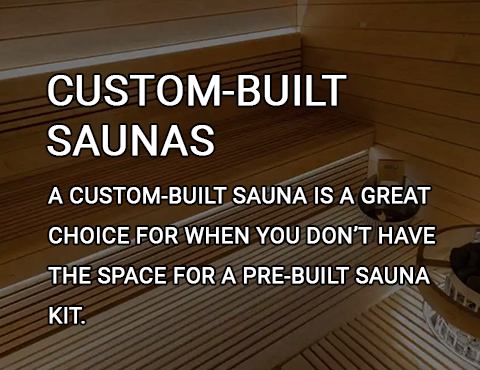 CUSTOM-BUILT
SAUNAS
A CUSTOM-BUILT SAUNA IS A GREAT
CHOICE FOR WHEN YOU DON’T HAVE
THE SPACE FOR A PRE-BUILT SAUNA
KIT.